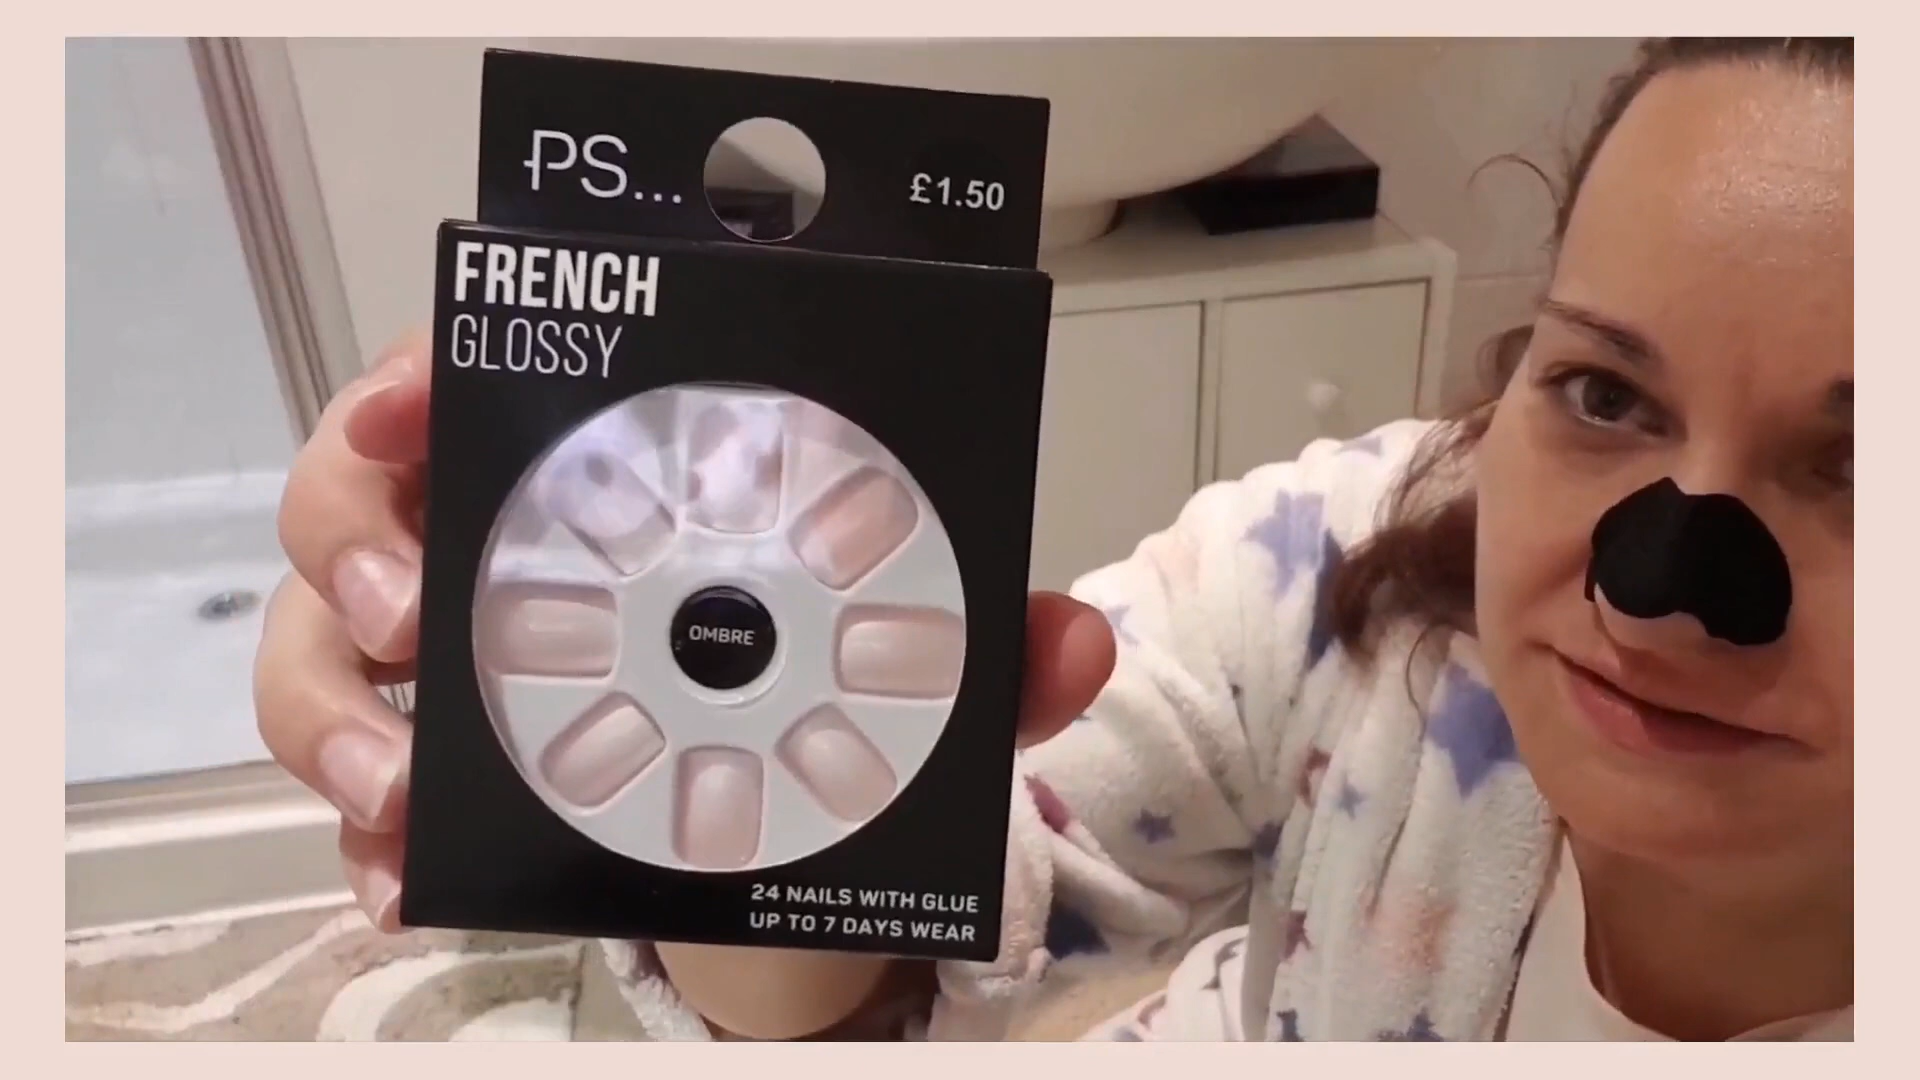 PS...
£1.50
FRENCH
GLOSSY
OMBRE
24 NAILS WITH GLUE
UP TO 7 DAYS WEAR